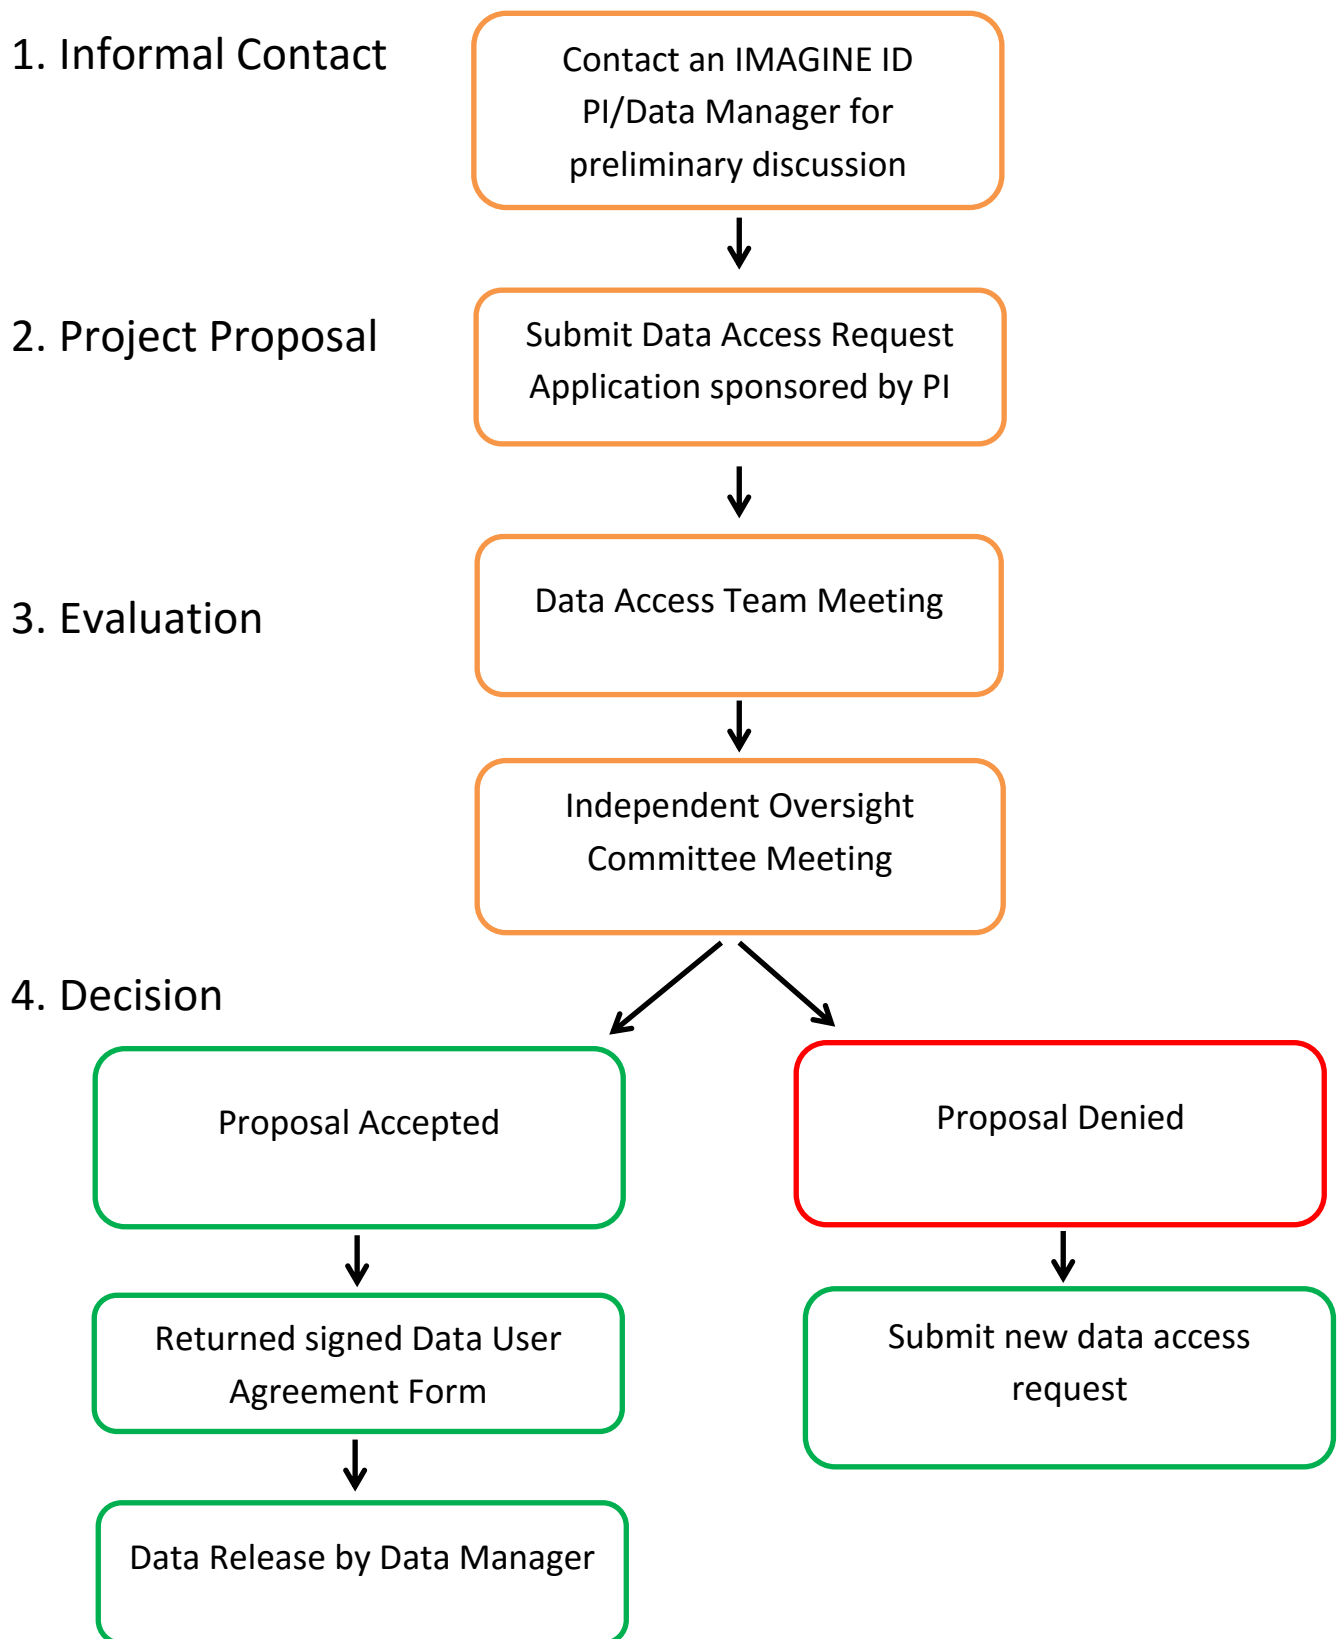 1. Informal Contact
Contact an IMAGINE ID
PI/Data Manager for
preliminary discussion
2. Project Proposal
Submit Data Access Request
Application sponsored by PI
3. Evaluation
Data Access Team Meeting
Independent Oversight
Committee Meeting
4. Decision
Proposal Accepted
Proposal Denied
Returned signed Data User
Agreement Form
Submit new data access
request
Data Release by Data Manager